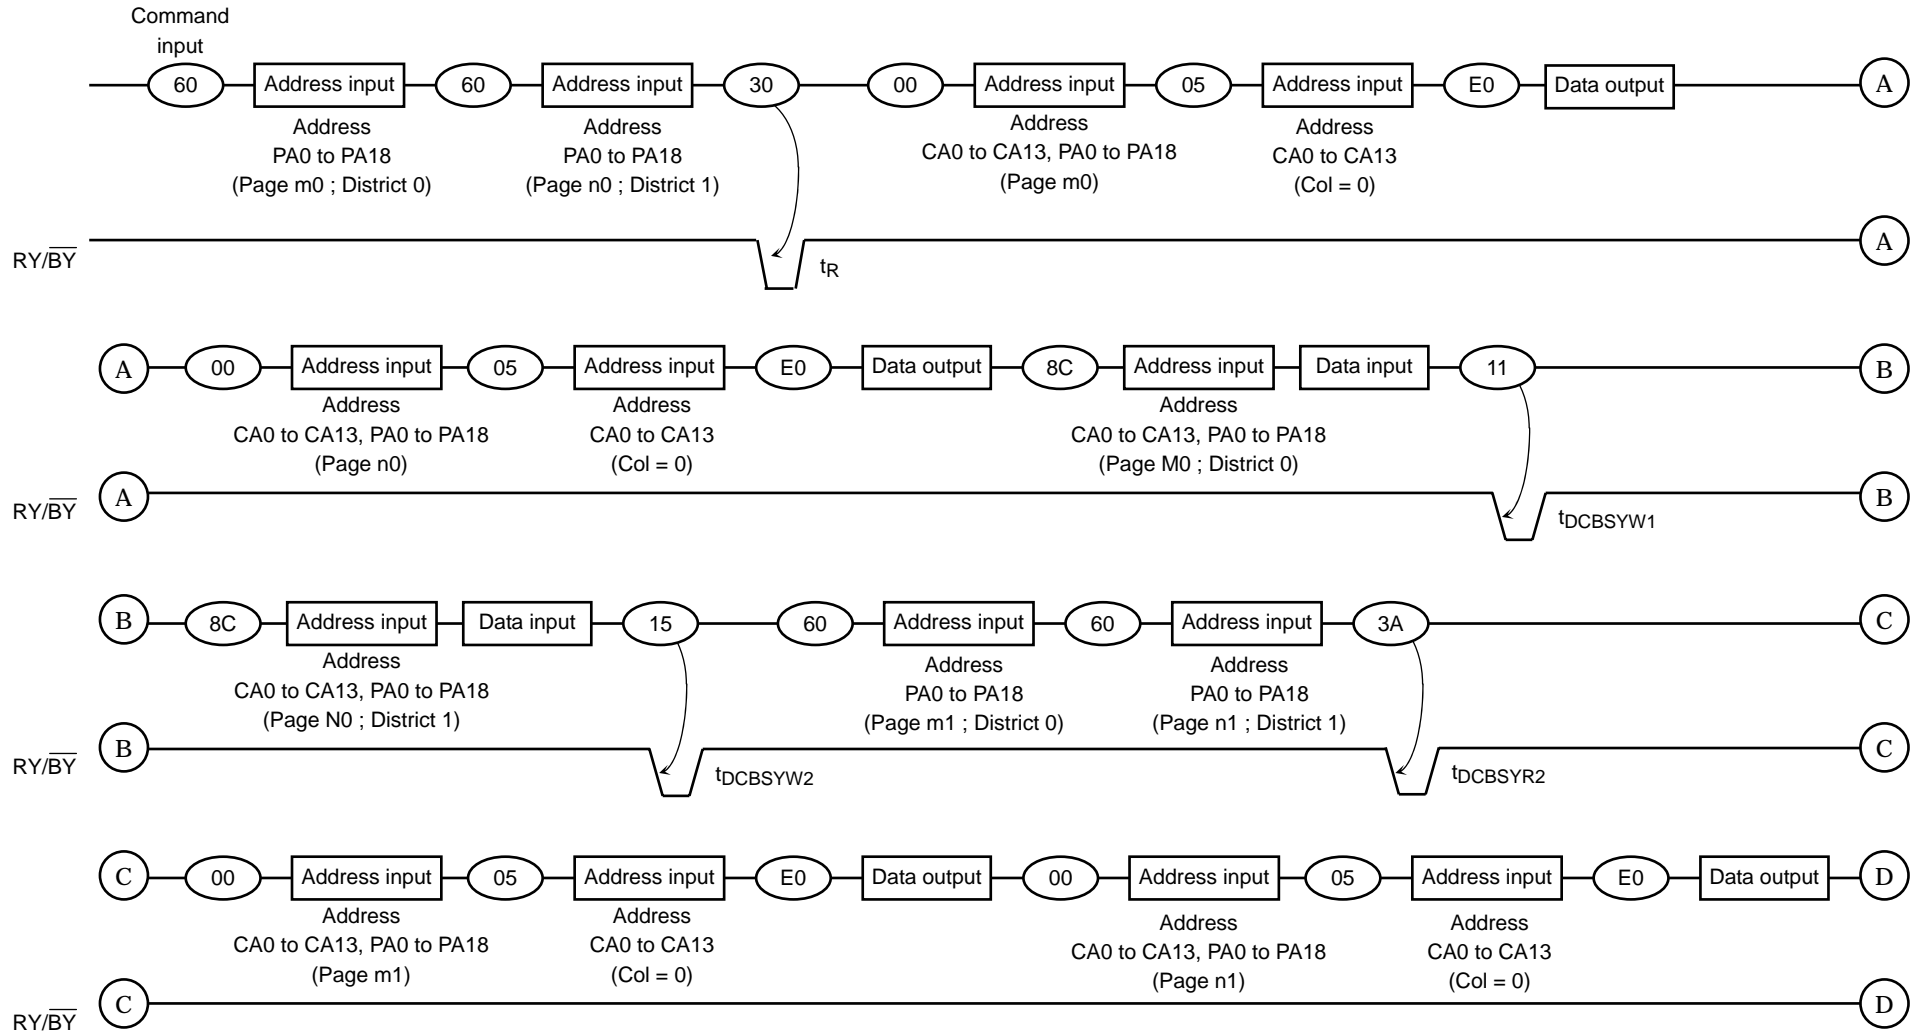 Command
input
60 Address input 60 Address input 30 00 Address input 05 Address input E0 Data output A
Address
PA0 to PA18
(Page m0 ; District 0)
Address
PA0 to PA18
(Page n0 ; District 1)
Address
CA0 to CA13, PA0 to PA18
(Page m0)
Address
CA0 to CA13
(Col = 0)
RY/B̅Y̅ tR A
A 00 Address input 05 Address input E0 Data output 8C Address input Data input 11 B
Address
CA0 to CA13, PA0 to PA18
(Page n0)
Address
CA0 to CA13
(Col = 0)
Address
CA0 to CA13, PA0 to PA18
(Page M0 ; District 0)
RY/B̅Y̅ A tDCBSYW1 B
B 8C Address input Data input 15 60 Address input 60 Address input 3A C
Address
CA0 to CA13, PA0 to PA18
(Page N0 ; District 1)
Address
PA0 to PA18
(Page m1 ; District 0)
Address
PA0 to PA18
(Page n1 ; District 1)
RY/B̅Y̅ B tDCBSYW2 tDCBSYR2 C
C 00 Address input 05 Address input E0 Data output 00 Address input 05 Address input E0 Data output D
Address
CA0 to CA13, PA0 to PA18
(Page m1)
Address
CA0 to CA13
(Col = 0)
Address
CA0 to CA13, PA0 to PA18
(Page n1)
Address
CA0 to CA13
(Col = 0)
RY/B̅Y̅ C D